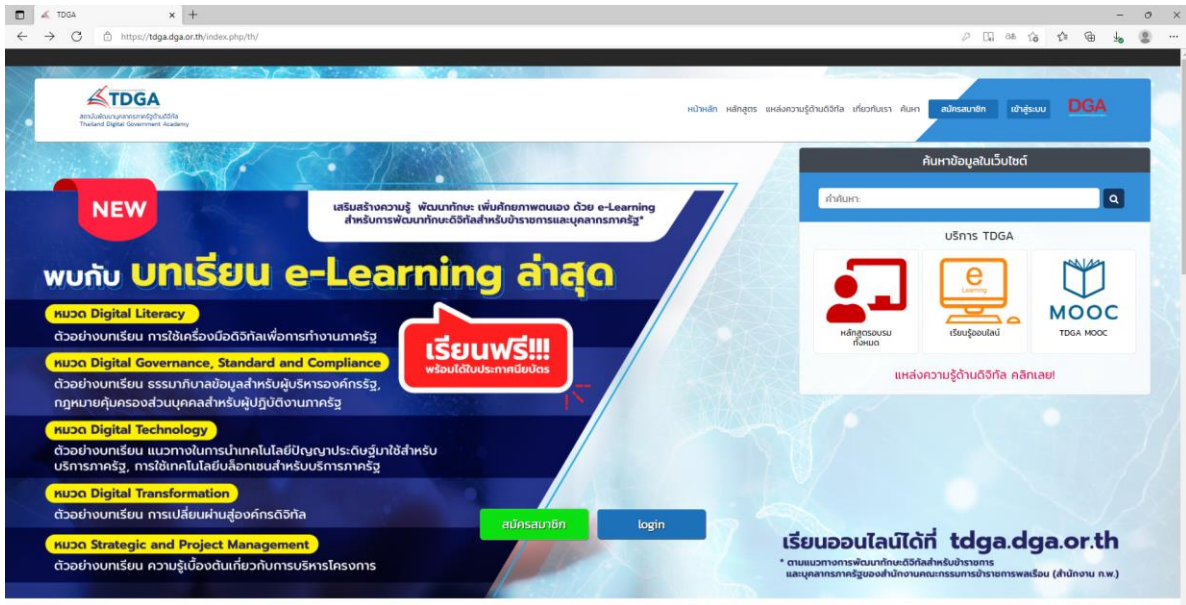 TDGA
https://tdga.dga.or.th/index.php/th/
TDGA
สถาบันพัฒนาบุคลากรภาครัฐด้านดิจิทัล
Thailand Digital Government Academy
หน้าหลัก หลักสูตร แหล่งความรู้ด้านดิจิทัล เกี่ยวกับเรา ค้นหา สมัครสมาชิก เข้าสู่ระบบ DGA
NEW
เสริมสร้างความรู้ พัฒนาทักษะ เพิ่มศักยภาพตนเอง ด้วย e-Learning
สำหรับการพัฒนาทักษะดิจิทัลสำหรับข้าราชการและบุคลากรภาครัฐ*
พบกับ บทเรียน e-Learning ล่าสุด
หมวด Digital Literacy
ตัวอย่างบทเรียน การใช้เครื่องมือดิจิทัลเพื่อการทำงานภาครัฐ
หมวด Digital Governance, Standard and Compliance
ตัวอย่างบทเรียน ธรรมาภิบาลข้อมูลสำหรับผู้บริหารองค์กรรัฐ,
กฎหมายคุ้มครองส่วนบุคคลสำหรับผู้ปฏิบัติงานภาครัฐ
หมวด Digital Technology
ตัวอย่างบทเรียน แนวทางในการนำเทคโนโลยีปัญญาประดิษฐ์มาใช้สำหรับ
บริการภาครัฐ, การใช้เทคโนโลยีบล็อกเชนสำหรับบริการภาครัฐ
หมวด Digital Transformation
ตัวอย่างบทเรียน การเปลี่ยนผ่านสู่องค์กรดิจิทัล
หมวด Strategic and Project Management
ตัวอย่างบทเรียน ความรู้เบื้องต้นเกี่ยวกับการบริหารโครงการ
เรียนฟรี!!!
พร้อมได้ใบประกาศนียบัตร
สมัครสมาชิก
login
ค้นหาข้อมูลในเว็บไซต์
คำค้นหา:
บริการ TDGA
หลักสูตรอบรม
ทั้งหมด
e
Learning
เรียนรู้ออนไลน์
MOOC
TDGA MOOC
แหล่งความรู้ด้านดิจิทัล คลิกเลย!
เรียนออนไลน์ได้ที่ tdga.dga.or.th
* ตามแนวทางการพัฒนาทักษะดิจิทัลสำหรับข้าราชการ
และบุคลากรภาครัฐของสำนักงานคณะกรรมการข้าราชการพลเรือน (สำนักงาน ก.พ.)